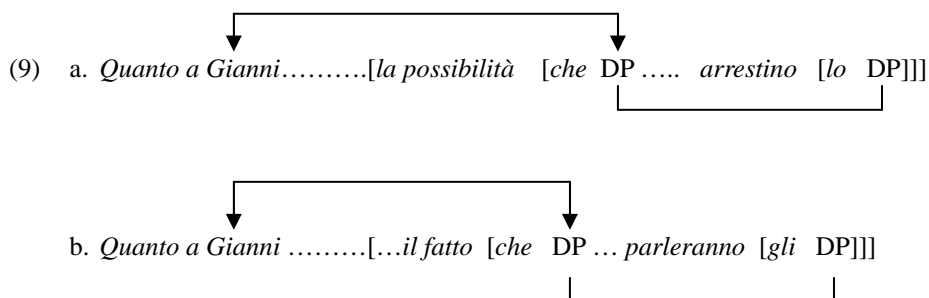 (9) a. Quanto a Gianni……….[la possibilità [che DP ….. arrestino [lo DP]]]
b. Quanto a Gianni ………[…il fatto [che DP … parleranno [gli DP]]]